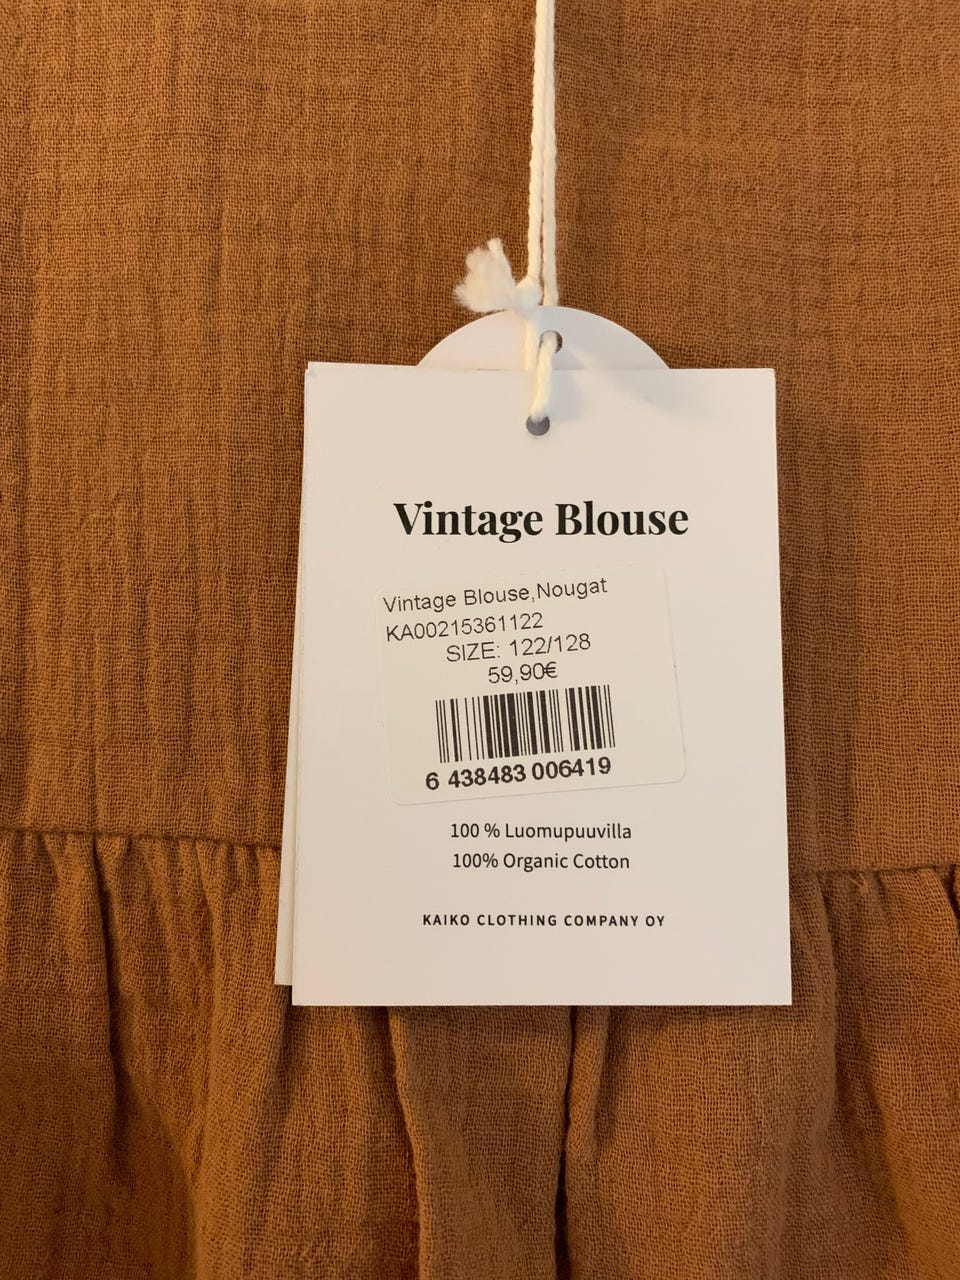 Vintage Blouse
Vintage Blouse,Nougat
KA00215361122
SIZE: 122/128
59,90€
6 438483 006419
100 % Luomupuuvilla
100% Organic Cotton
KAIKO CLOTHING COMPANY OY